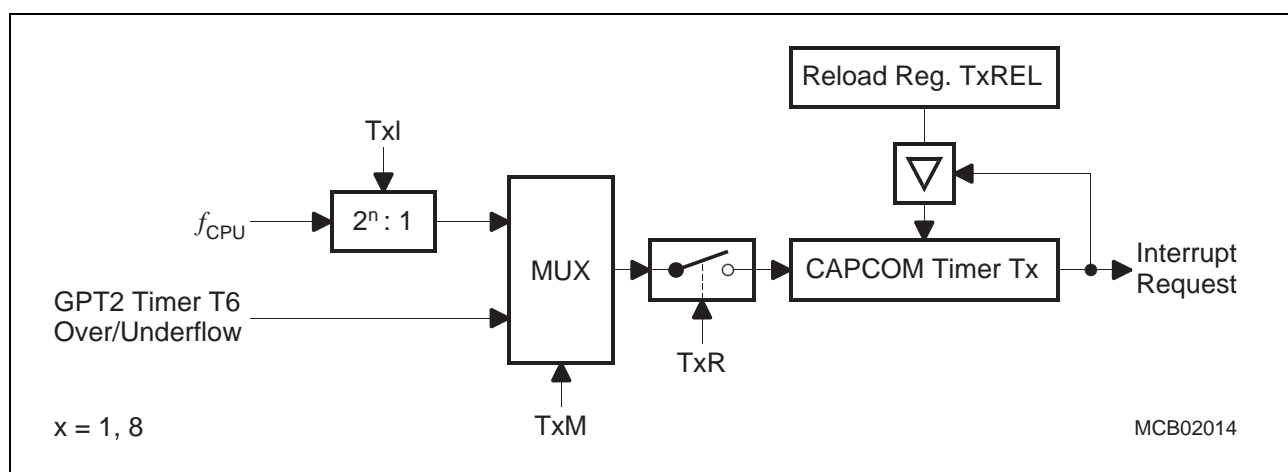 Reload Reg. TxREL
TxI
fCPU
2ⁿ : 1
MUX
CAPCOM Timer Tx
Interrupt
Request
GPT2 Timer T6
Over/Underflow
TxR
TxM
x = 1, 8
MCB02014